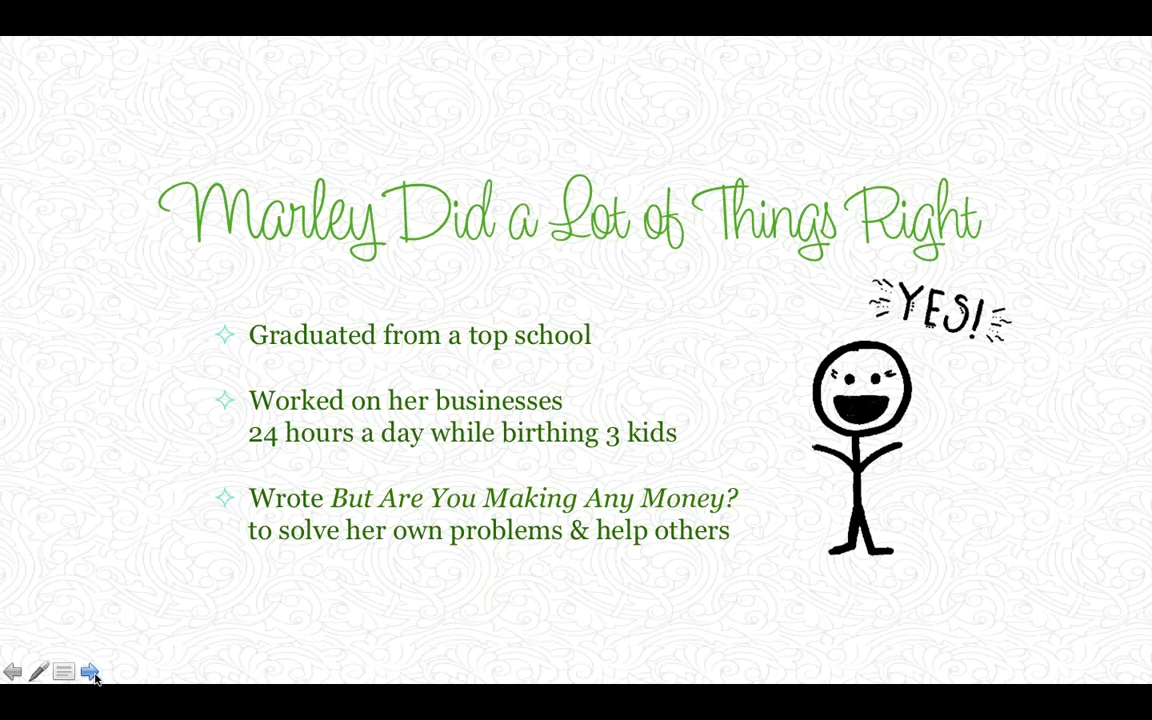 Marley Did a Lot of Things Right
YES!
Graduated from a top school
Worked on her businesses
24 hours a day while birthing 3 kids
Wrote But Are You Making Any Money?
to solve her own problems & help others